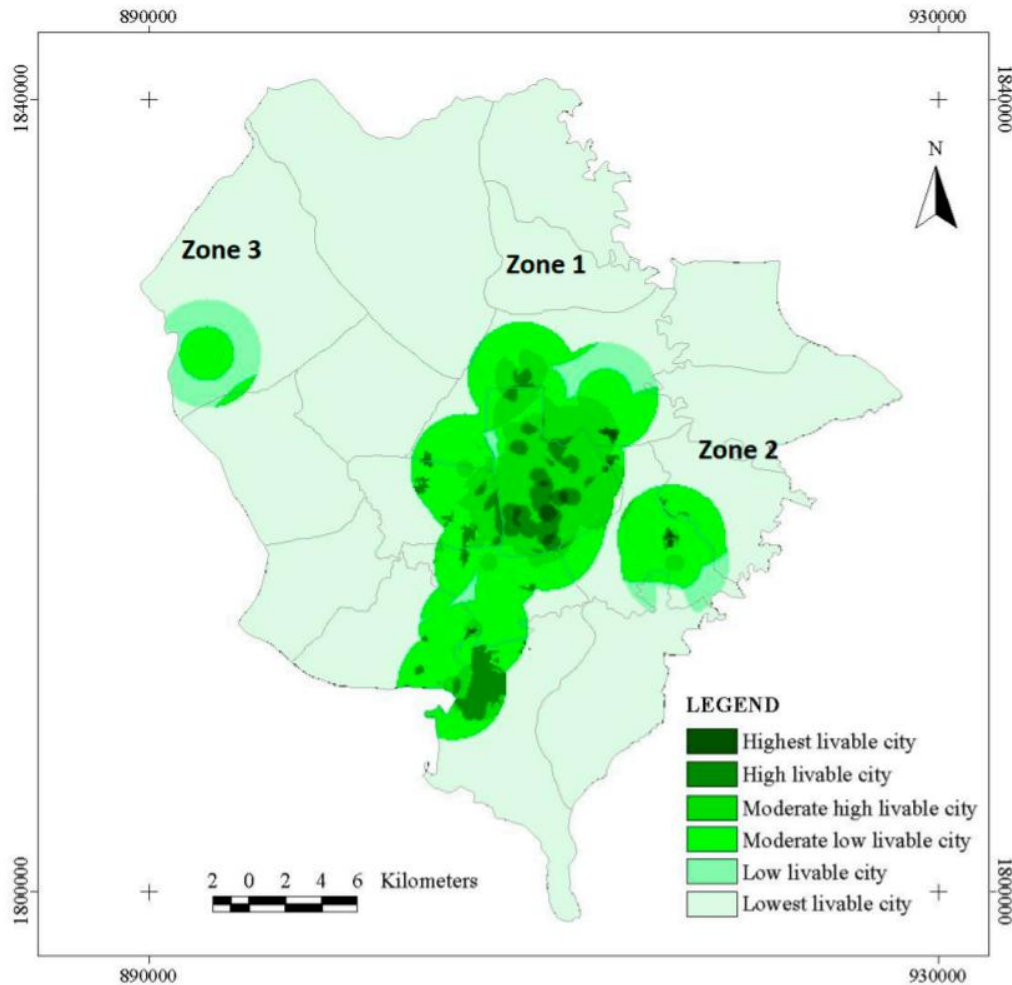 890000
930000
1840000
1840000
N
Zone 3
Zone 1
Zone 2
LEGEND
Highest livable city
High livable city
Moderate high livable city
Moderate low livable city
Low livable city
Lowest livable city
2 0 2 4 6 Kilometers
1800000
1800000
890000
930000